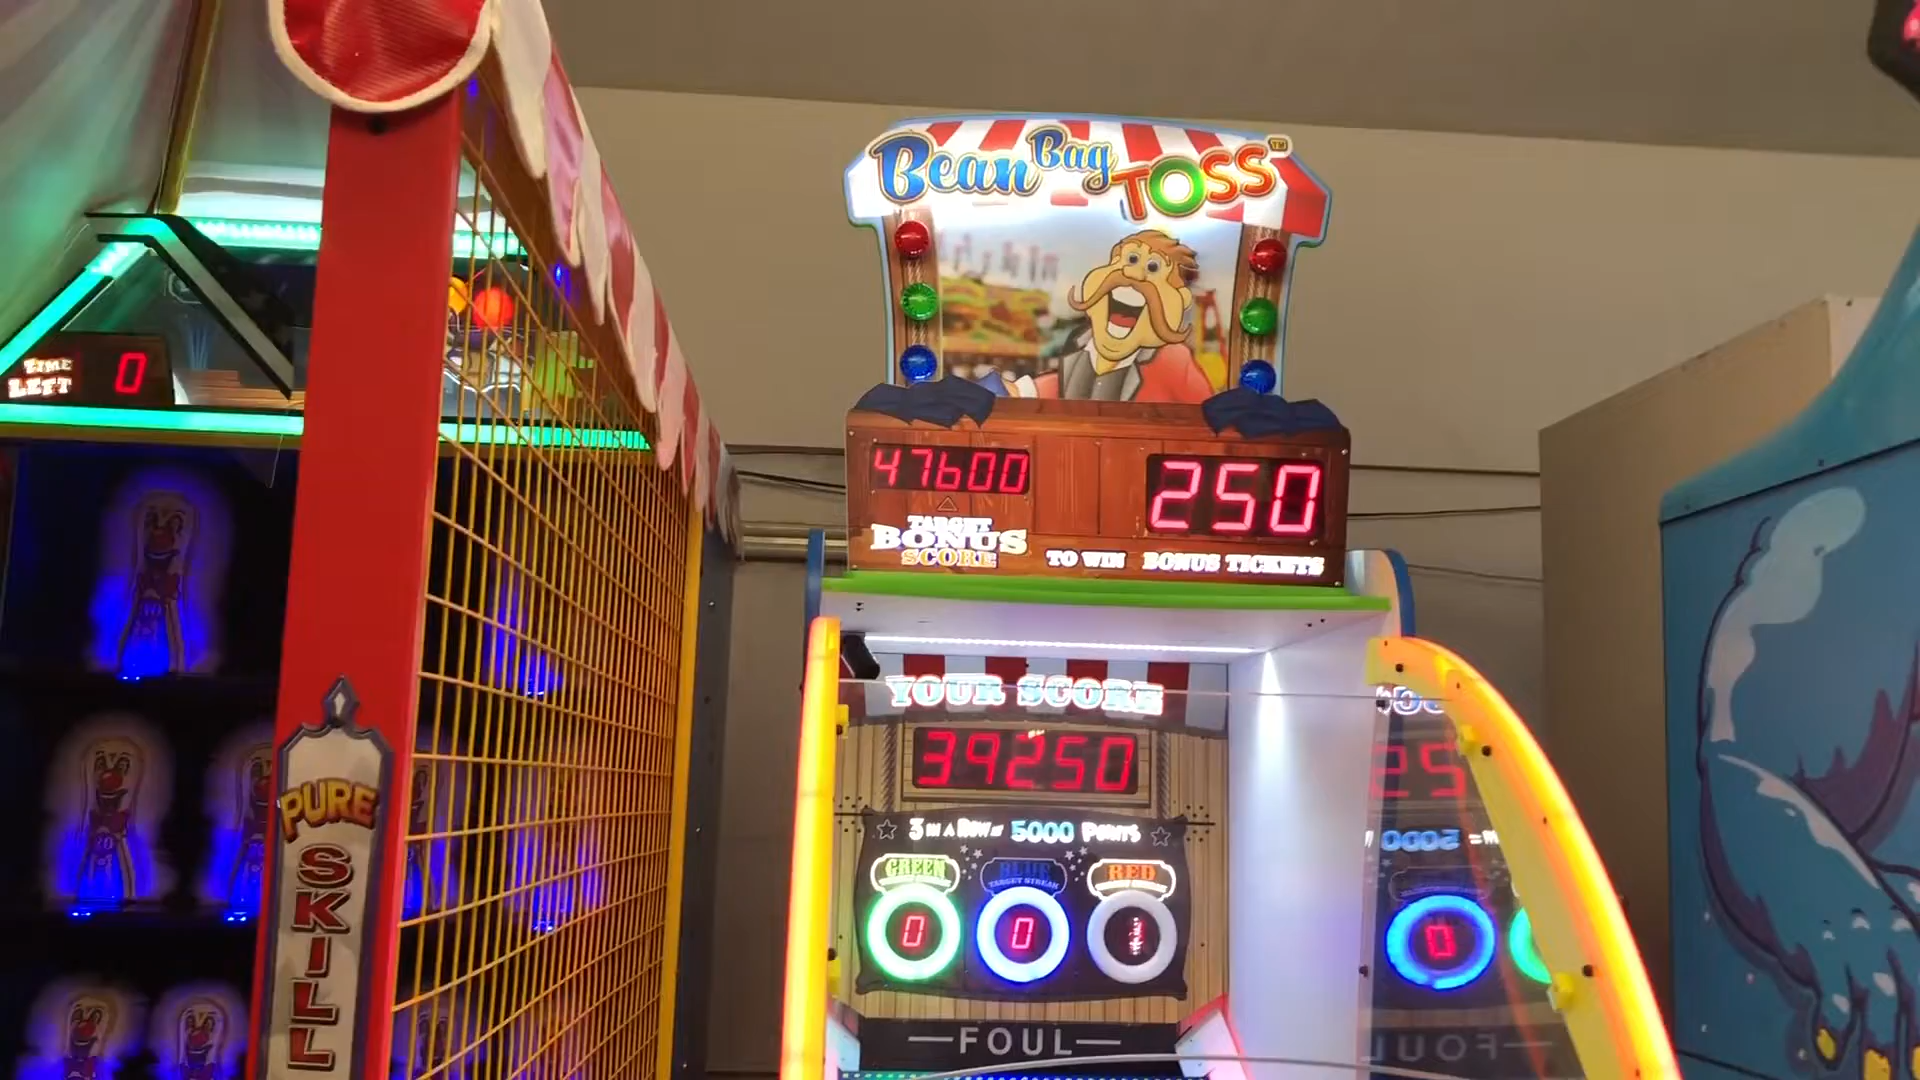 Bean Bag TOSS™
TIME LEFT 0
47600
250
TARGET
BONUS
SCORE
TO WIN BONUS TICKETS
YOUR SCORE
39250
3 IN A ROW = 5000 POINTS
GREEN BLUE RED
TARGET STREAK
0 0
FOUL
PURE
SKILL